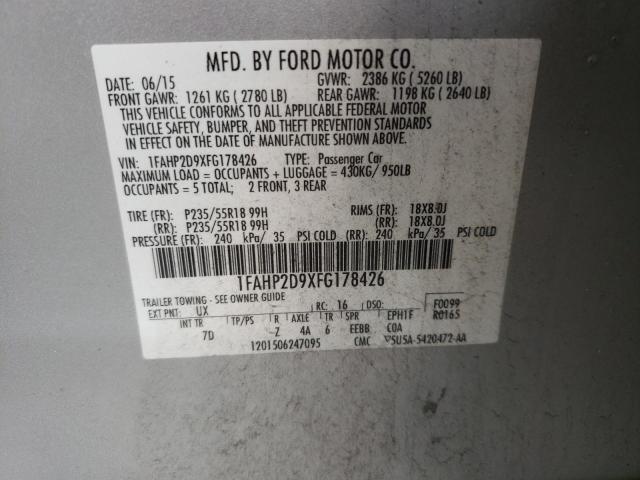 MFD. BY FORD MOTOR CO.
DATE: 06/15 GVWR: 2386 KG ( 5260 LB)
FRONT GAWR: 1261 KG ( 2780 LB) REAR GAWR: 1198 KG ( 2640 LB)
THIS VEHICLE CONFORMS TO ALL APPLICABLE FEDERAL MOTOR
VEHICLE SAFETY, BUMPER, AND THEFT PREVENTION STANDARDS
IN EFFECT ON THE DATE OF MANUFACTURE SHOWN ABOVE.
VIN: 1FAHP2D9XFG178426 TYPE: Passenger Car
MAXIMUM LOAD = OCCUPANTS + LUGGAGE = 430KG/ 950LB
OCCUPANTS = 5 TOTAL; 2 FRONT, 3 REAR
TIRE (FR): P235/55R18 99H RIMS (FR): 18X8.0J
(RR): P235/55R18 99H (RR): 18X8.0J
PRESSURE (FR): 240 kPa/ 35 PSI COLD (RR): 240 kPa/ 35 PSI COLD
1FAHP2D9XFG178426
TRAILER TOWING - SEE OWNER GUIDE
EXT PNT: UX RC: 16 DSO: F0099
INT TR TP/PS R AXLE TR SPR EPH1F R0165
7D Z 4A 6 EEBB COA
1201506247095 CMC 5U5A-5420472-AA